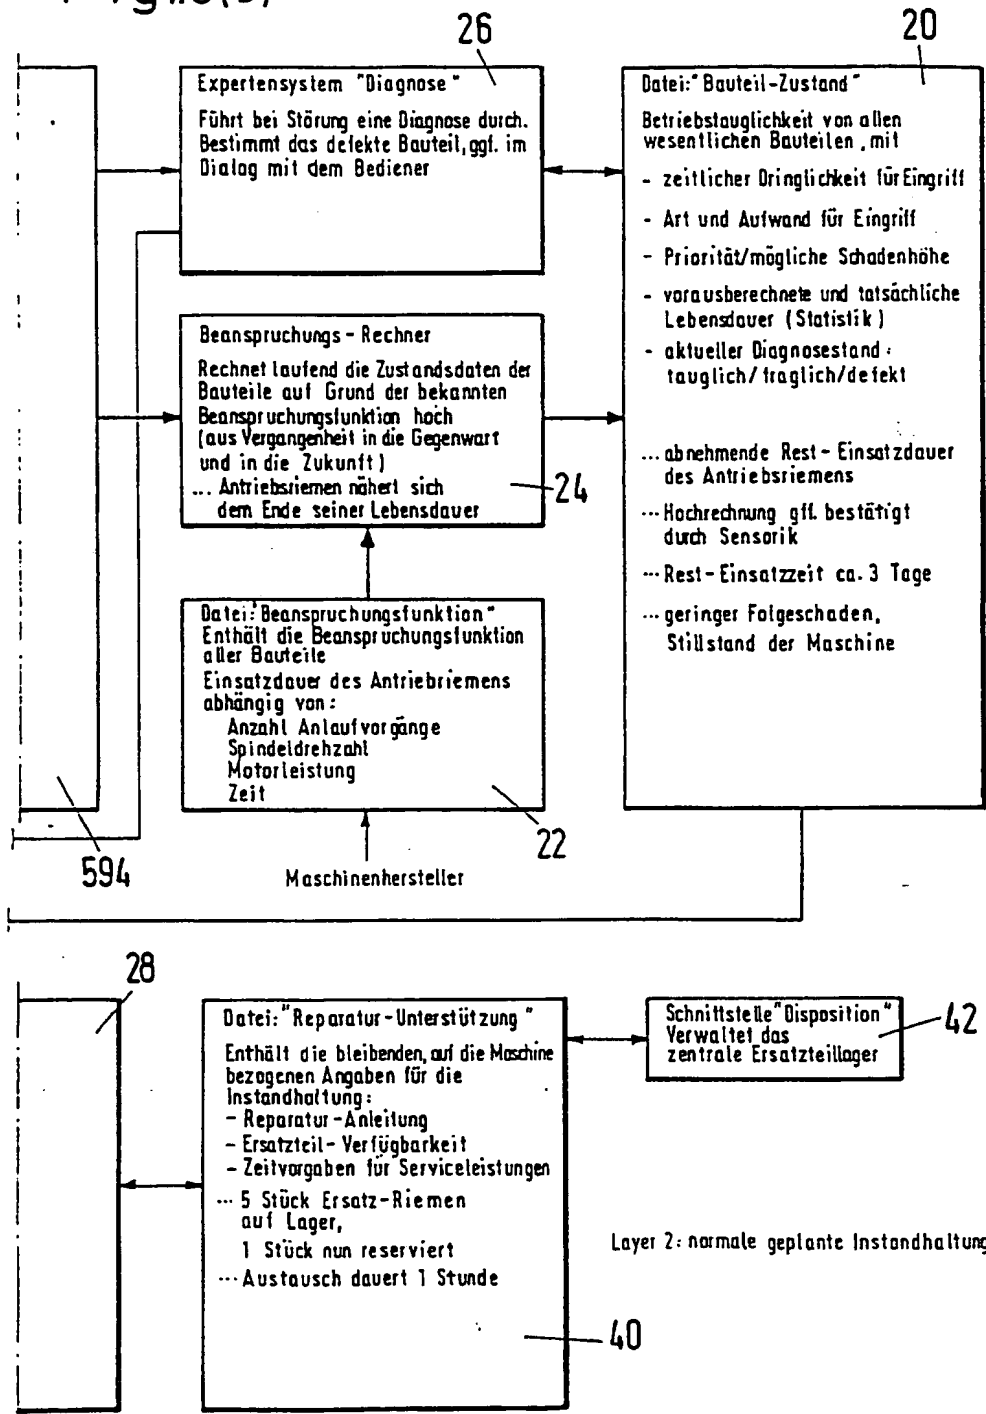 26
20
Expertensystem "Diagnose"
Führt bei Störung eine Diagnose durch.
Bestimmt das defekte Bauteil, ggf. im
Dialog mit dem Bediener
Datei: "Bauteil-Zustand"
Betriebstauglichkeit von allen
wesentlichen Bauteilen, mit
- zeitlicher Dringlichkeit für Eingriff
- Art und Aufwand für Eingriff
- Priorität/mögliche Schadenhöhe
- vorausberechnete und tatsächliche
Lebensdauer (Statistik)
- aktueller Diagnosestand:
tauglich/fraglich/defekt
... abnehmende Rest-Einsatzdauer
des Antriebsriemens
... Hochrechnung gff. bestätigt
durch Sensorik
... Rest-Einsatzzeit ca. 3 Tage
... geringer Folgeschaden,
Stillstand der Maschine
Beanspruchungs-Rechner
Rechnet laufend die Zustandsdaten der
Bauteile auf Grund der bekannten
Beanspruchungsfunktion hoch
(aus Vergangenheit in die Gegenwart
und in die Zukunft)
... Antriebsriemen nähert sich
dem Ende seiner Lebensdauer
24
Datei: "Beanspruchungsfunktion"
Enthält die Beanspruchungsfunktion
aller Bauteile
Einsatzdauer des Antriebriemens
abhängig von:
Anzahl Anlaufvorgänge
Spindeldrehzahl
Motorleistung
Zeit
22
594
Maschinenhersteller
28
Datei: "Reparatur-Unterstützung"
Enthält die bleibenden, auf die Maschine
bezogenen Angaben für die
Instandhaltung:
- Reparatur-Anleitung
- Ersatzteil-Verfügbarkeit
- Zeitvorgaben für Serviceleistungen
... 5 Stück Ersatz-Riemen
auf Lager,
1 Stück nun reserviert
... Austausch dauert 1 Stunde
40
Schnittstelle "Disposition"
Verwaltet das
zentrale Ersatzteillager
42
Layer 2: normale geplante Instandhaltung